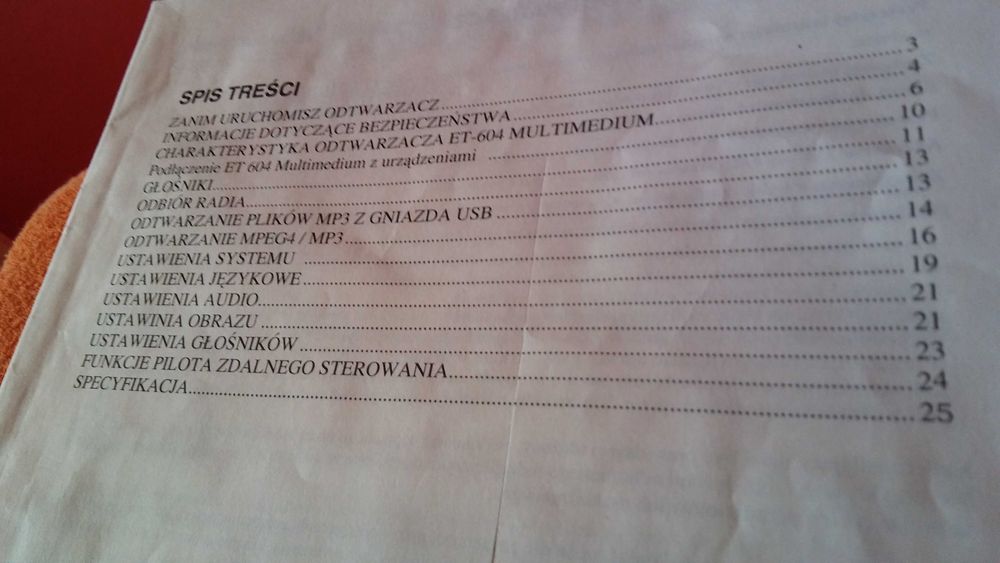 SPIS TREŚCI
ZANIM URUCHOMISZ ODTWARZACZ........3
INFORMACJE DOTYCZĄCE BEZPIECZEŃSTWA........4
CHARAKTERYSTYKA ODTWARZACZA ET-604 MULTIMEDIUM........6
Podłączenie ET 604 Multimedium z urządzeniami ........10
GŁOŚNIKI........11
ODBIÓR RADIA........13
ODTWARZANIE PLIKÓW MP3 Z GNIAZDA USB ........13
ODTWARZANIE MPEG4 / MP3........14
USTAWIENIA SYSTEMU ........16
USTAWIENIA JĘZYKOWE ........19
USTAWIENIA AUDIO........21
USTAWINIA OBRAZU ........21
USTAWIENIA GŁOŚNIKÓW ........23
FUNKCJE PILOTA ZDALNEGO STEROWANIA........24
SPECYFIKACJA........25